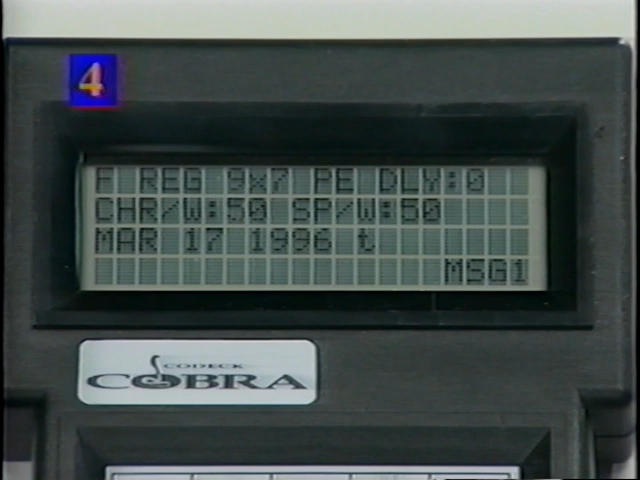 4
F REG 9x7 PE DLY:0
CHR/W:50 SP/W:50
MAR 17 1996 t
MSG1
CODECK
COBRA